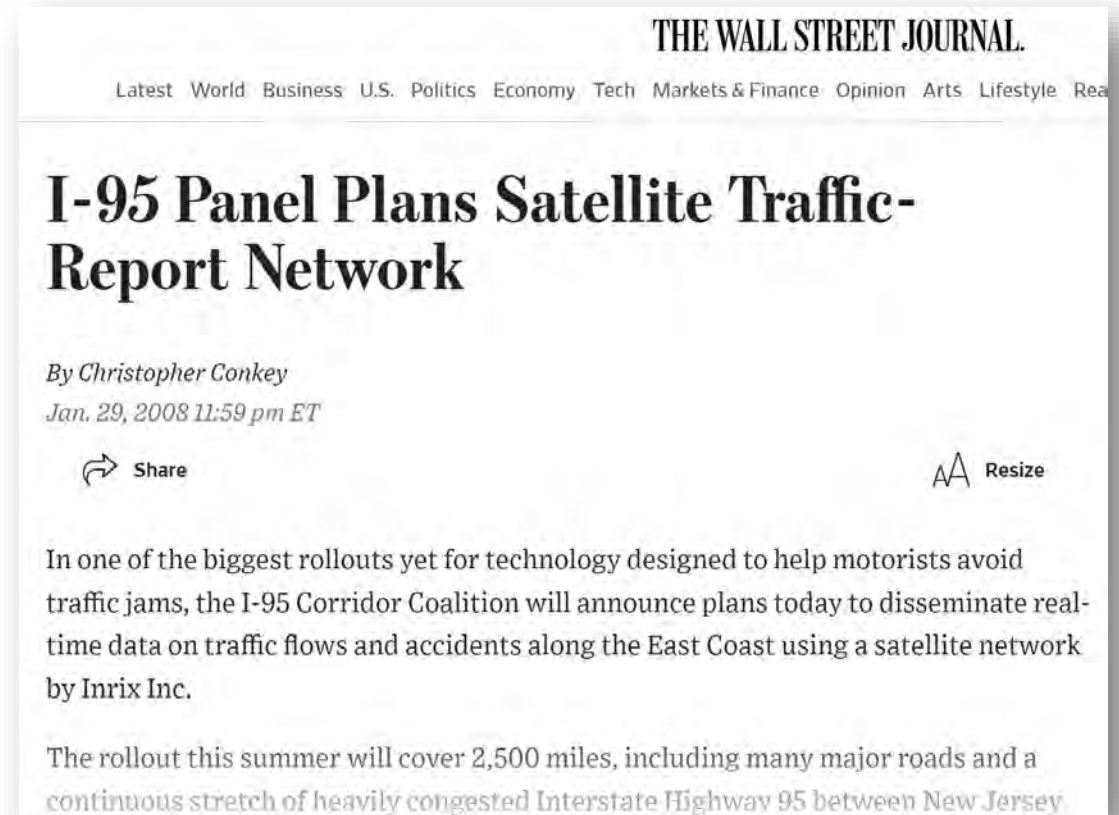 THE WALL STREET JOURNAL.
Latest World Business U.S. Politics Economy Tech Markets & Finance Opinion Arts Lifestyle Rea
I-95 Panel Plans Satellite Traffic-
Report Network
By Christopher Conkey
Jan. 29, 2008 11:59 pm ET
Share
AA Resize
In one of the biggest rollouts yet for technology designed to help motorists avoid
traffic jams, the I-95 Corridor Coalition will announce plans today to disseminate real-
time data on traffic flows and accidents along the East Coast using a satellite network
by Inrix Inc.
The rollout this summer will cover 2,500 miles, including many major roads and a
continuous stretch of heavily congested Interstate Highway 95 between New Jersey